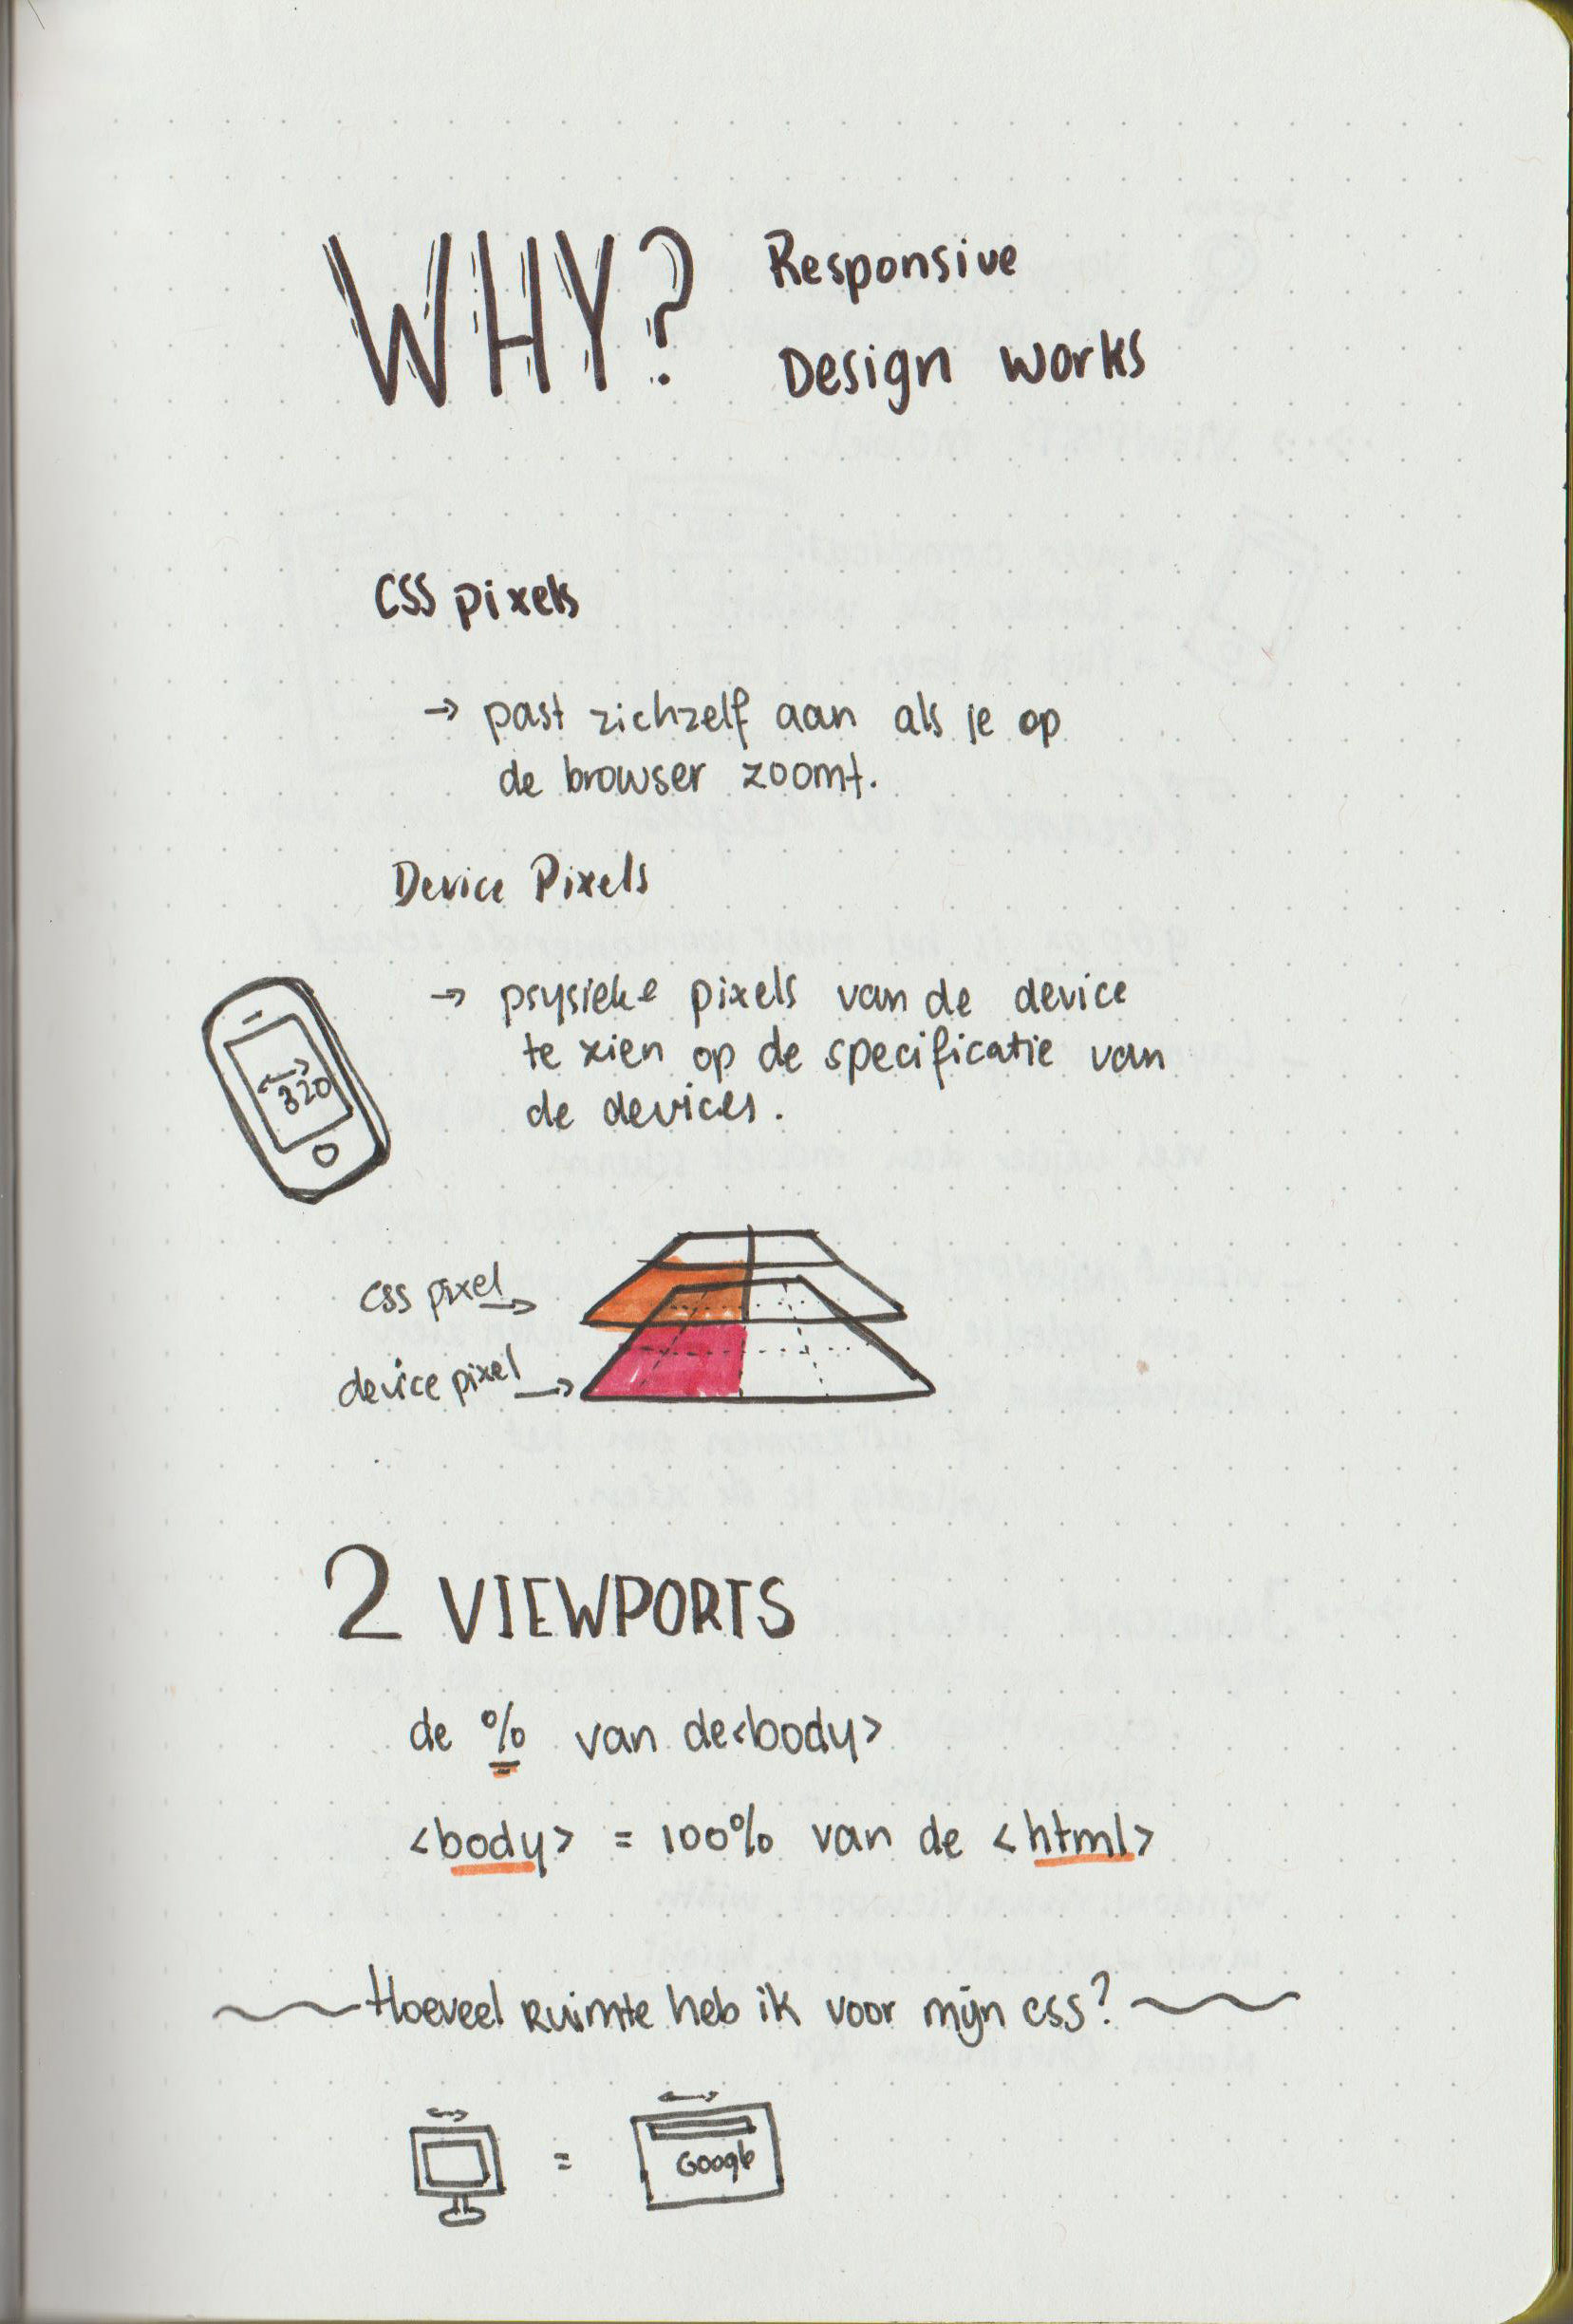 WHY? Responsive
Design works
CSS pixels
→ past zichzelf aan als je op
de browser zoomt.
Device Pixels
→ psysieke pixels van de device
te zien op de specificatie van
de devices.
320
css pixel →
device pixel →
2 VIEWPORTS
de % van de <body>
<body> = 100% van de <html>
Hoeveel ruimte heb ik voor mijn css?
=
Google